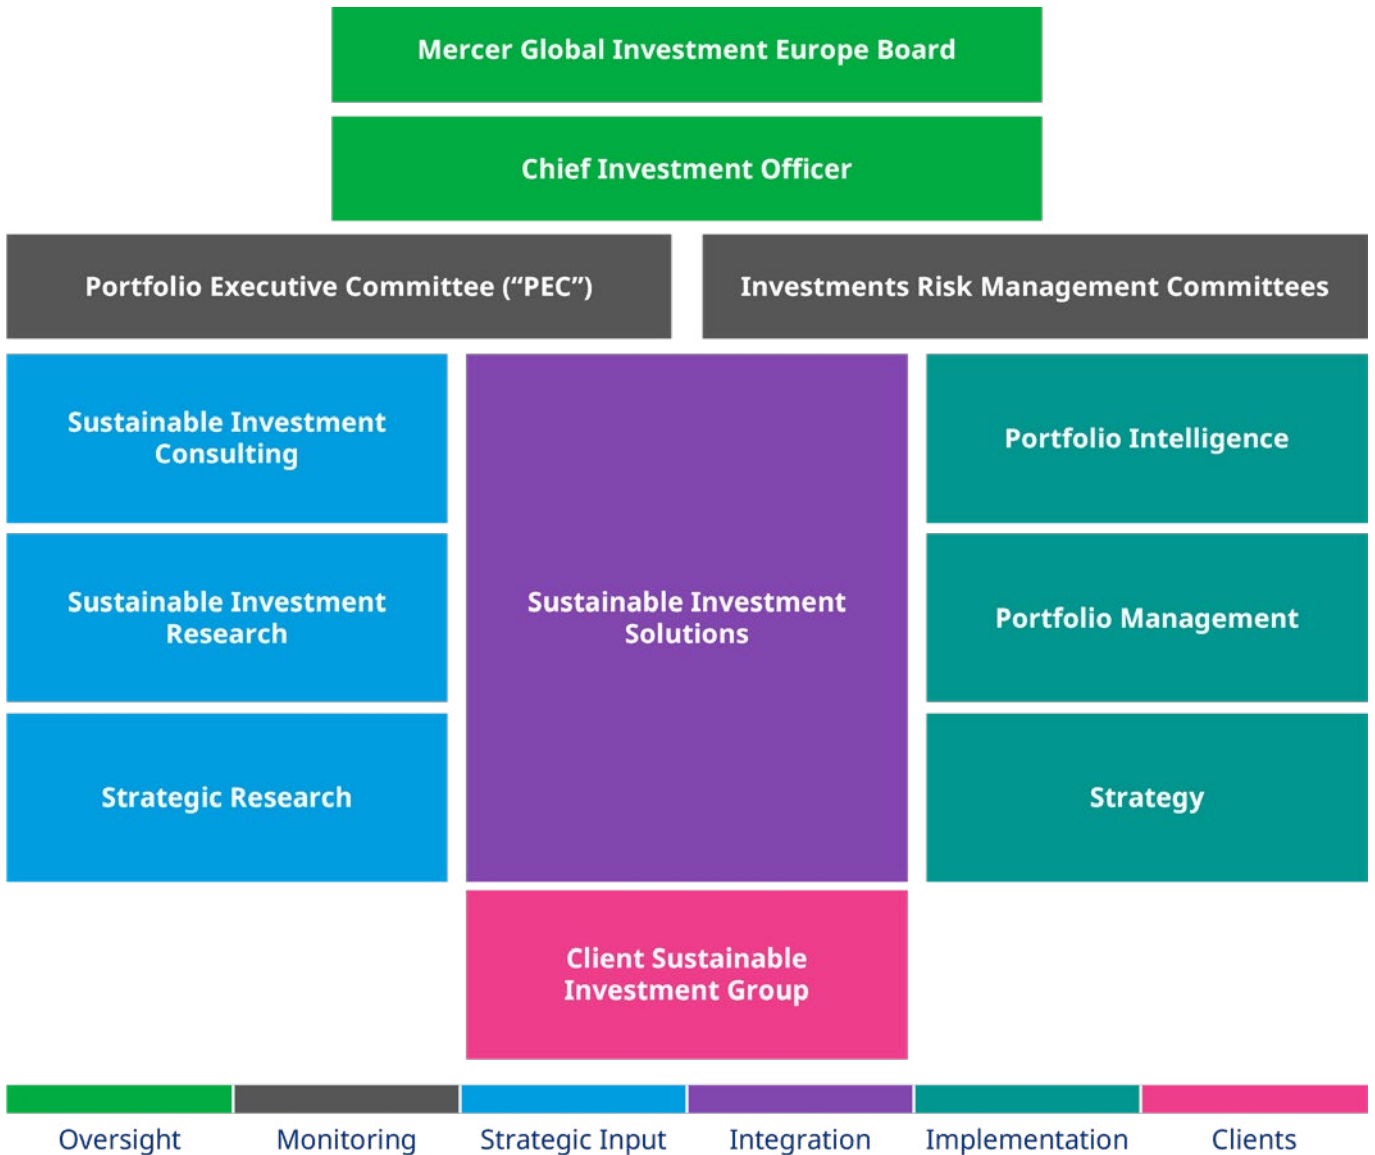 Mercer Global Investment Europe Board
Chief Investment Officer
Portfolio Executive Committee (“PEC”)
Investments Risk Management Committees
Sustainable Investment
Consulting
Sustainable Investment
Research
Strategic Research
Sustainable Investment
Solutions
Portfolio Intelligence
Portfolio Management
Strategy
Client Sustainable
Investment Group
Oversight
Monitoring
Strategic Input
Integration
Implementation
Clients